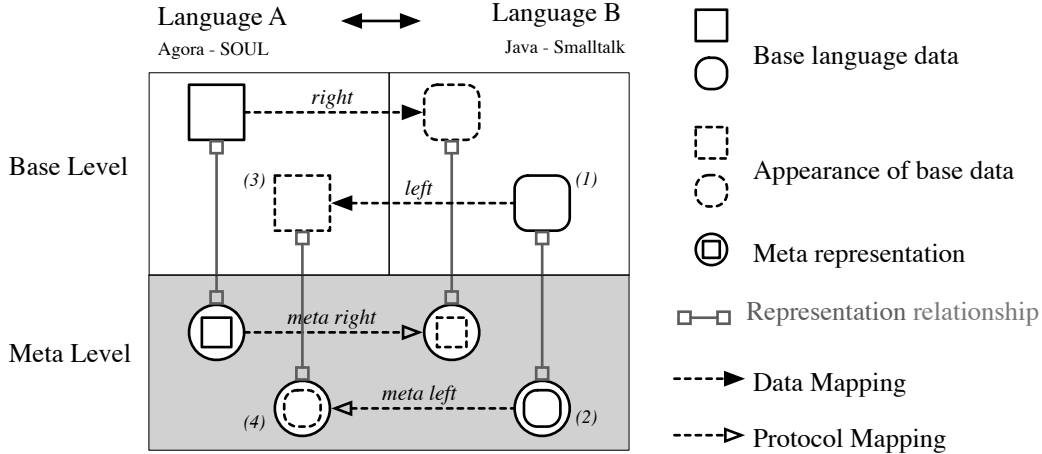 Language A
Language B
Agora - SOUL
Java - Smalltalk
Base Level
right
(3)
left
(1)
Meta Level
meta right
meta left
(4)
(2)
Base language data
Appearance of base data
Meta representation
Representation relationship
Data Mapping
Protocol Mapping